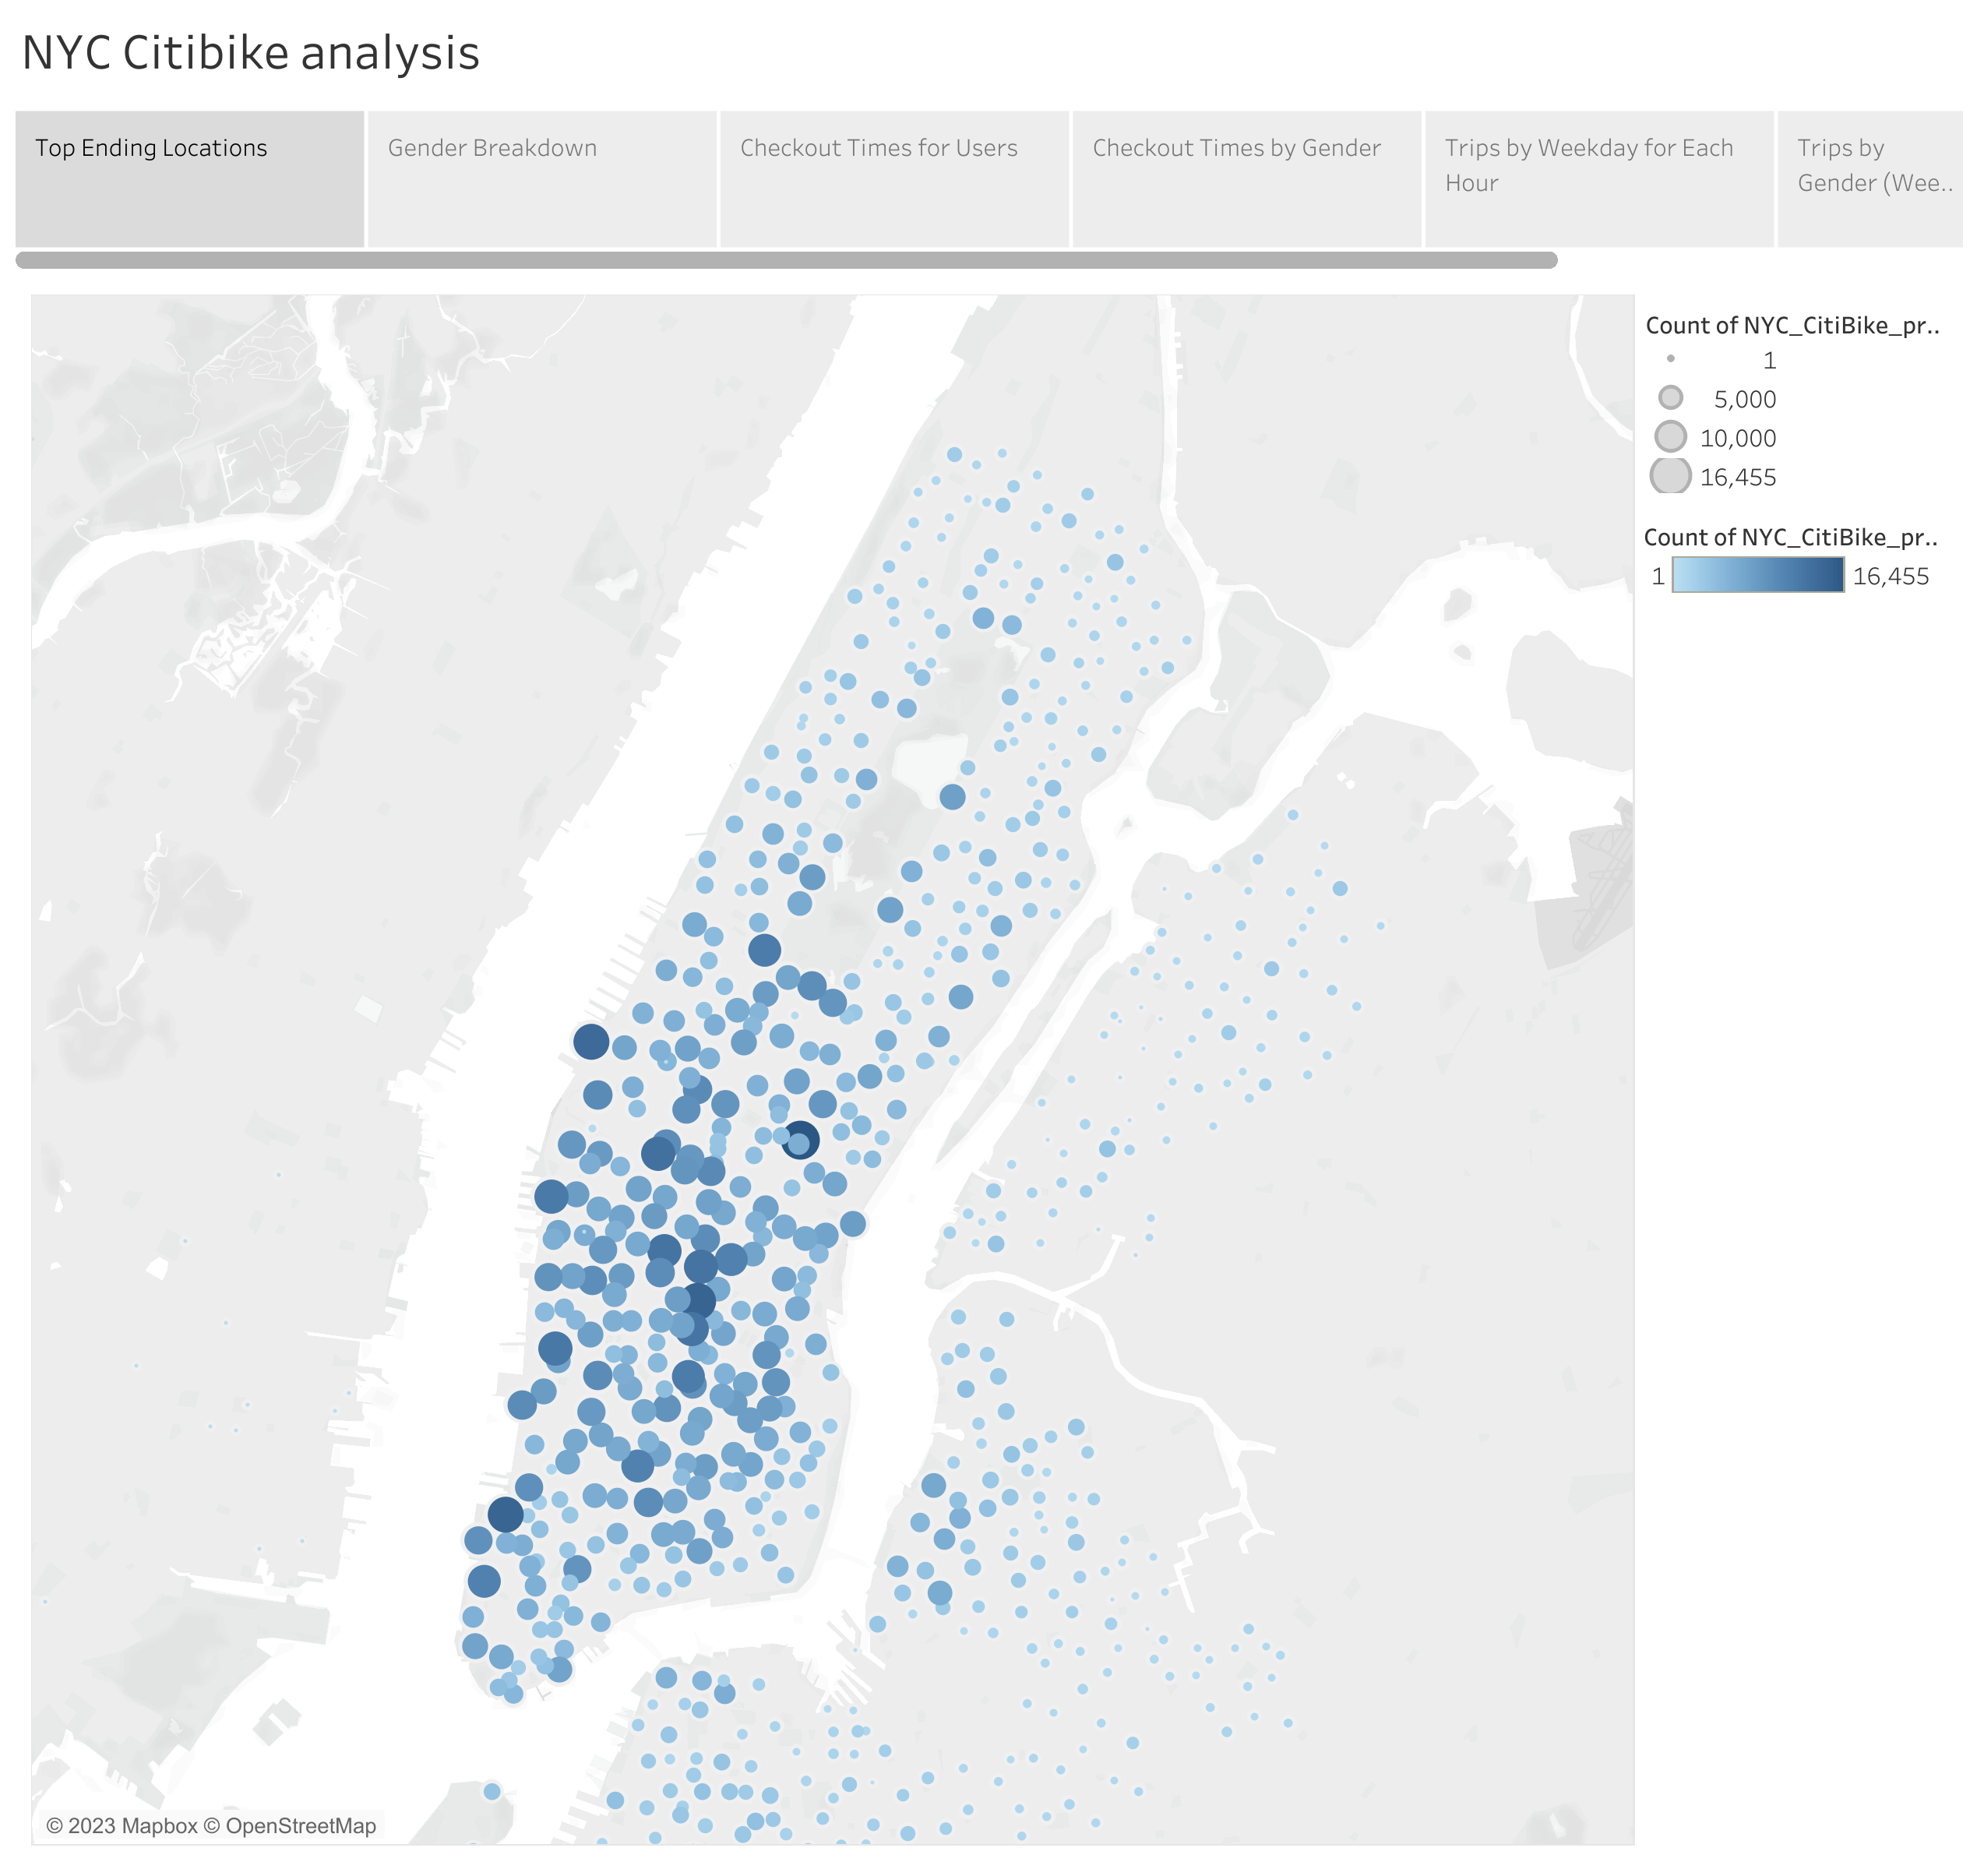 NYC Citibike analysis
Top Ending Locations
Gender Breakdown
Checkout Times for Users
Checkout Times by Gender
Trips by Weekday for Each
Hour
Trips by
Gender (Wee..
Count of NYC_CitiBike_pr..
1
5,000
10,000
16,455
Count of NYC_CitiBike_pr..
1 16,455
© 2023 Mapbox © OpenStreetMap